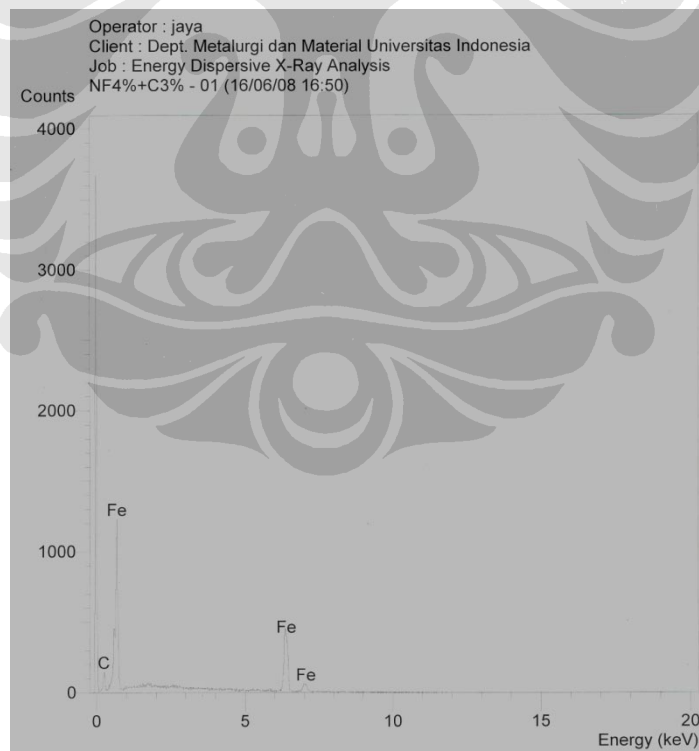 Operator : jaya
Client : Dept. Metalurgi dan Material Universitas Indonesia
Job : Energy Dispersive X-Ray Analysis
NF4%+C3% - 01 (16/06/08 16:50)
Counts
4000
3000
2000
Fe
1000
Fe
C
Fe
0
0 5 10 15 20
Energy (keV)